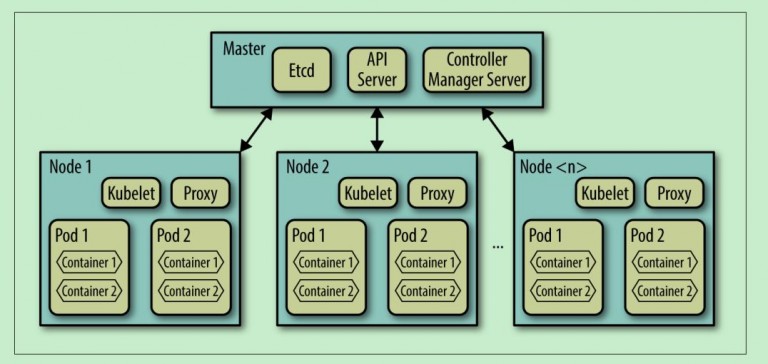 Master
Etcd
API
Server
Controller
Manager Server
Node 1
Kubelet
Proxy
Pod 1
Container 1
Container 2
Pod 2
Container 1
Container 2
Node 2
Kubelet
Proxy
Pod 1
Container 1
Container 2
Pod 2
Container 1
Container 2
...
Node <n>
Kubelet
Proxy
Pod 1
Container 1
Container 2
Pod 2
Container 1
Container 2